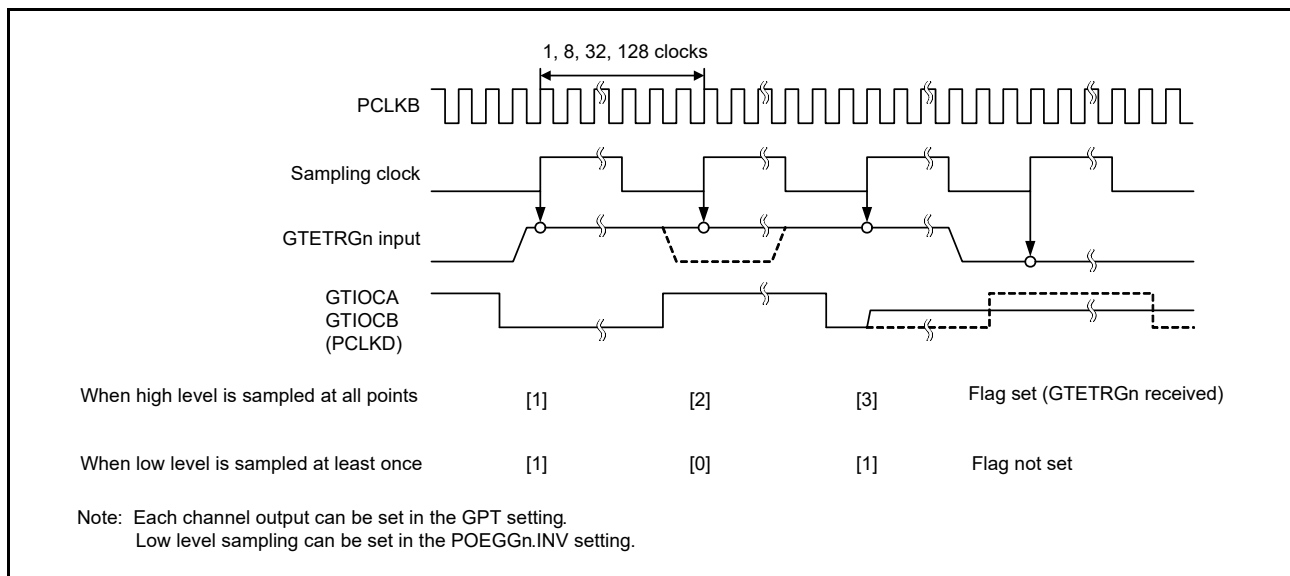 1, 8, 32, 128 clocks
PCLKB
Sampling clock
GTETRGn input
GTIOCA
GTIOCB
(PCLKD)
When high level is sampled at all points [1] [2] [3] Flag set (GTETRGn received)
When low level is sampled at least once [1] [0] [1] Flag not set
Note: Each channel output can be set in the GPT setting.
Low level sampling can be set in the POEGGn.INV setting.